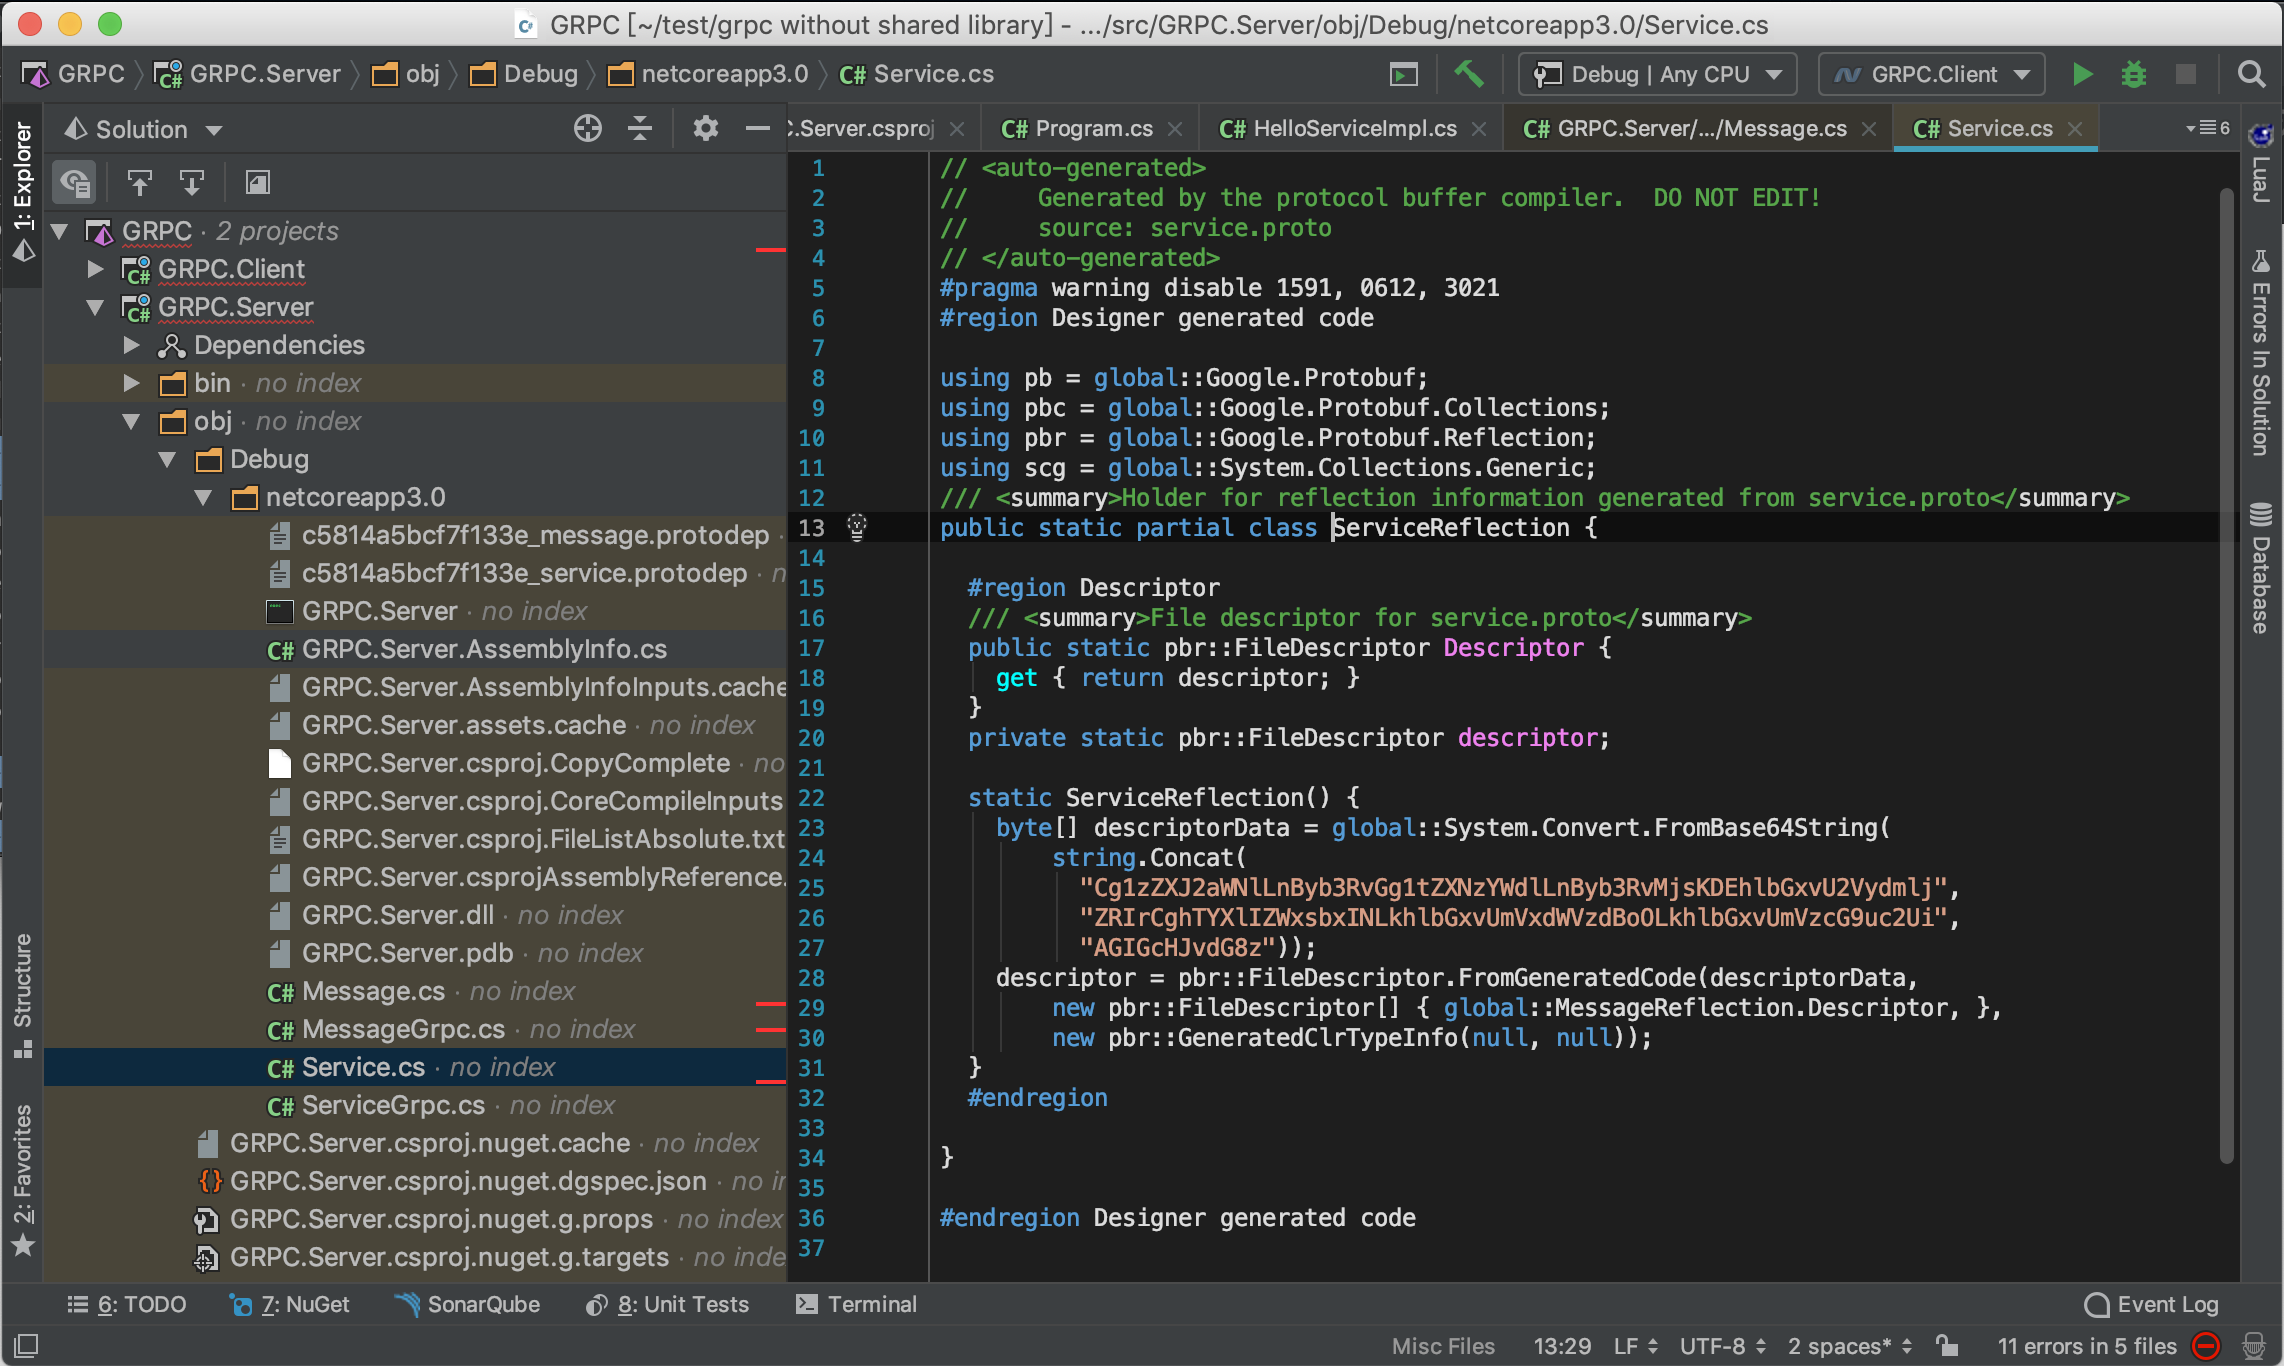 GRPC [~/test/grpc without shared library] - .../src/GRPC.Server/obj/Debug/netcoreapp3.0/Service.cs
GRPC GRPC.Server obj Debug netcoreapp3.0 C# Service.cs Debug | Any CPU GRPC.Client
Solution
.Server.csproj C# Program.cs C# HelloServiceImpl.cs C# GRPC.Server/.../Message.cs C# Service.cs 6
1: Explorer
Structure
2: Favorites
GRPC · 2 projects
GRPC.Client
GRPC.Server
Dependencies
bin · no index
obj · no index
Debug
netcoreapp3.0
c5814a5bcf7f133e_message.protodep ·
c5814a5bcf7f133e_service.protodep · n
GRPC.Server · no index
C# GRPC.Server.AssemblyInfo.cs
GRPC.Server.AssemblyInfoInputs.cache
GRPC.Server.assets.cache · no index
GRPC.Server.csproj.CopyComplete · no
GRPC.Server.csproj.CoreCompileInputs
GRPC.Server.csproj.FileListAbsolute.txt
GRPC.Server.csprojAssemblyReference.
GRPC.Server.dll · no index
GRPC.Server.pdb · no index
C# Message.cs · no index
C# MessageGrpc.cs · no index
C# Service.cs · no index
C# ServiceGrpc.cs · no index
GRPC.Server.csproj.nuget.cache · no index
{} GRPC.Server.csproj.nuget.dgspec.json · no in
GRPC.Server.csproj.nuget.g.props · no index
GRPC.Server.csproj.nuget.g.targets · no inde
1 // <auto-generated>
2 //     Generated by the protocol buffer compiler.  DO NOT EDIT!
3 //     source: service.proto
4 // </auto-generated>
5 #pragma warning disable 1591, 0612, 3021
6 #region Designer generated code
7
8 using pb = global::Google.Protobuf;
9 using pbc = global::Google.Protobuf.Collections;
10 using pbr = global::Google.Protobuf.Reflection;
11 using scg = global::System.Collections.Generic;
12 /// <summary>Holder for reflection information generated from service.proto</summary>
13 public static partial class ServiceReflection {
14
15   #region Descriptor
16   /// <summary>File descriptor for service.proto</summary>
17   public static pbr::FileDescriptor Descriptor {
18     get { return descriptor; }
19   }
20   private static pbr::FileDescriptor descriptor;
21
22   static ServiceReflection() {
23     byte[] descriptorData = global::System.Convert.FromBase64String(
24         string.Concat(
25           "Cg1zZXJ2aWNlLnByb3RvGg1tZXNzYWdlLnByb3RvMjsKDEhlbGxvU2Vydmlj",
26           "ZRIrCghTYXlIZWxsbxINLkhlbGxvUmVxdWVzdBoOLkhlbGxvUmVzcG9uc2Ui",
27           "AGIGcHJvdG8z"));
28     descriptor = pbr::FileDescriptor.FromGeneratedCode(descriptorData,
29         new pbr::FileDescriptor[] { global::MessageReflection.Descriptor, },
30         new pbr::GeneratedClrTypeInfo(null, null));
31   }
32   #endregion
33
34 }
35
36 #endregion Designer generated code
37
LuaJ
Errors In Solution
Database
6: TODO 7: NuGet SonarQube 8: Unit Tests Terminal Event Log
Misc Files 13:29 LF UTF-8 2 spaces* 11 errors in 5 files